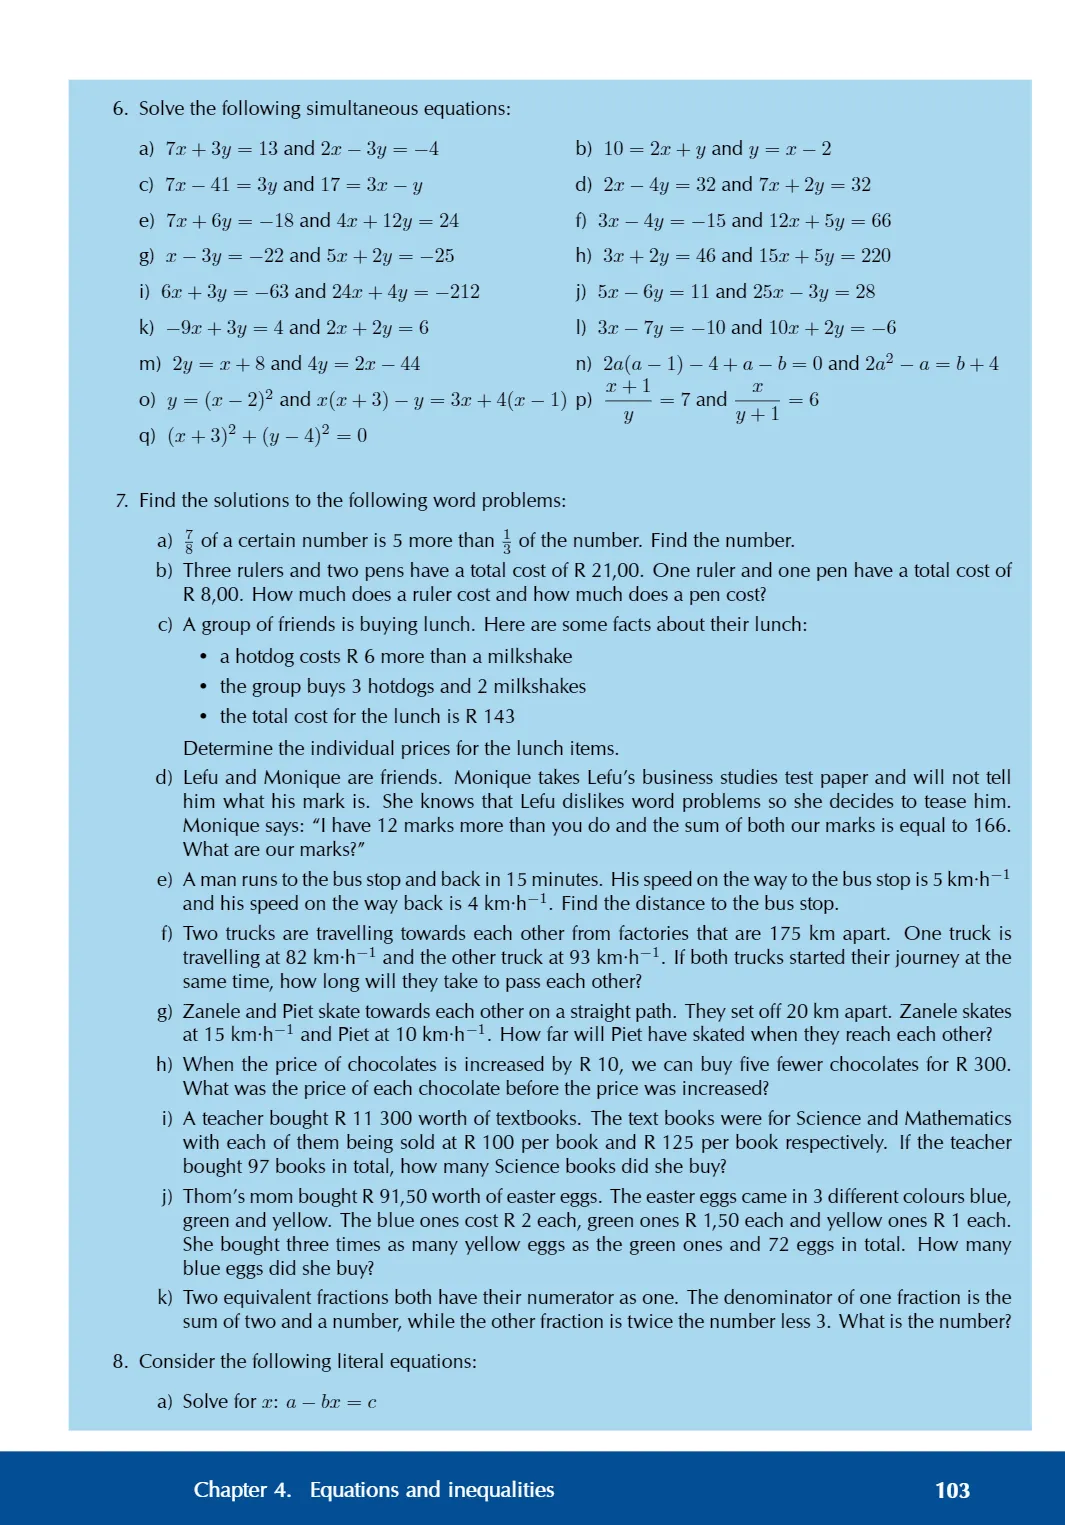 6. Solve the following simultaneous equations:
a) 7x + 3y = 13 and 2x − 3y = −4
b) 10 = 2x + y and y = x − 2
c) 7x − 41 = 3y and 17 = 3x − y
d) 2x − 4y = 32 and 7x + 2y = 32
e) 7x + 6y = −18 and 4x + 12y = 24
f) 3x − 4y = −15 and 12x + 5y = 66
g) x − 3y = −22 and 5x + 2y = −25
h) 3x + 2y = 46 and 15x + 5y = 220
i) 6x + 3y = −63 and 24x + 4y = −212
j) 5x − 6y = 11 and 25x − 3y = 28
k) −9x + 3y = 4 and 2x + 2y = 6
l) 3x − 7y = −10 and 10x + 2y = −6
m) 2y = x + 8 and 4y = 2x − 44
n) 2a(a − 1) − 4 + a − b = 0 and 2a² − a = b + 4
o) y = (x − 2)² and x(x + 3) − y = 3x + 4(x − 1)
p) (x + 1)/y = 7 and x/(y + 1) = 6
q) (x + 3)² + (y − 4)² = 0
7. Find the solutions to the following word problems:
a) 7/8 of a certain number is 5 more than 1/3 of the number. Find the number.
b) Three rulers and two pens have a total cost of R 21,00. One ruler and one pen have a total cost of
R 8,00. How much does a ruler cost and how much does a pen cost?
c) A group of friends is buying lunch. Here are some facts about their lunch:
• a hotdog costs R 6 more than a milkshake
• the group buys 3 hotdogs and 2 milkshakes
• the total cost for the lunch is R 143
Determine the individual prices for the lunch items.
d) Lefu and Monique are friends. Monique takes Lefu's business studies test paper and will not tell
him what his mark is. She knows that Lefu dislikes word problems so she decides to tease him.
Monique says: “I have 12 marks more than you do and the sum of both our marks is equal to 166.
What are our marks?”
e) A man runs to the bus stop and back in 15 minutes. His speed on the way to the bus stop is 5 km·h⁻¹
and his speed on the way back is 4 km·h⁻¹. Find the distance to the bus stop.
f) Two trucks are travelling towards each other from factories that are 175 km apart. One truck is
travelling at 82 km·h⁻¹ and the other truck at 93 km·h⁻¹. If both trucks started their journey at the
same time, how long will they take to pass each other?
g) Zanele and Piet skate towards each other on a straight path. They set off 20 km apart. Zanele skates
at 15 km·h⁻¹ and Piet at 10 km·h⁻¹. How far will Piet have skated when they reach each other?
h) When the price of chocolates is increased by R 10, we can buy five fewer chocolates for R 300.
What was the price of each chocolate before the price was increased?
i) A teacher bought R 11 300 worth of textbooks. The text books were for Science and Mathematics
with each of them being sold at R 100 per book and R 125 per book respectively. If the teacher
bought 97 books in total, how many Science books did she buy?
j) Thom's mom bought R 91,50 worth of easter eggs. The easter eggs came in 3 different colours blue,
green and yellow. The blue ones cost R 2 each, green ones R 1,50 each and yellow ones R 1 each.
She bought three times as many yellow eggs as the green ones and 72 eggs in total. How many
blue eggs did she buy?
k) Two equivalent fractions both have their numerator as one. The denominator of one fraction is the
sum of two and a number, while the other fraction is twice the number less 3. What is the number?
8. Consider the following literal equations:
a) Solve for x: a − bx = c
Chapter 4. Equations and inequalities 103